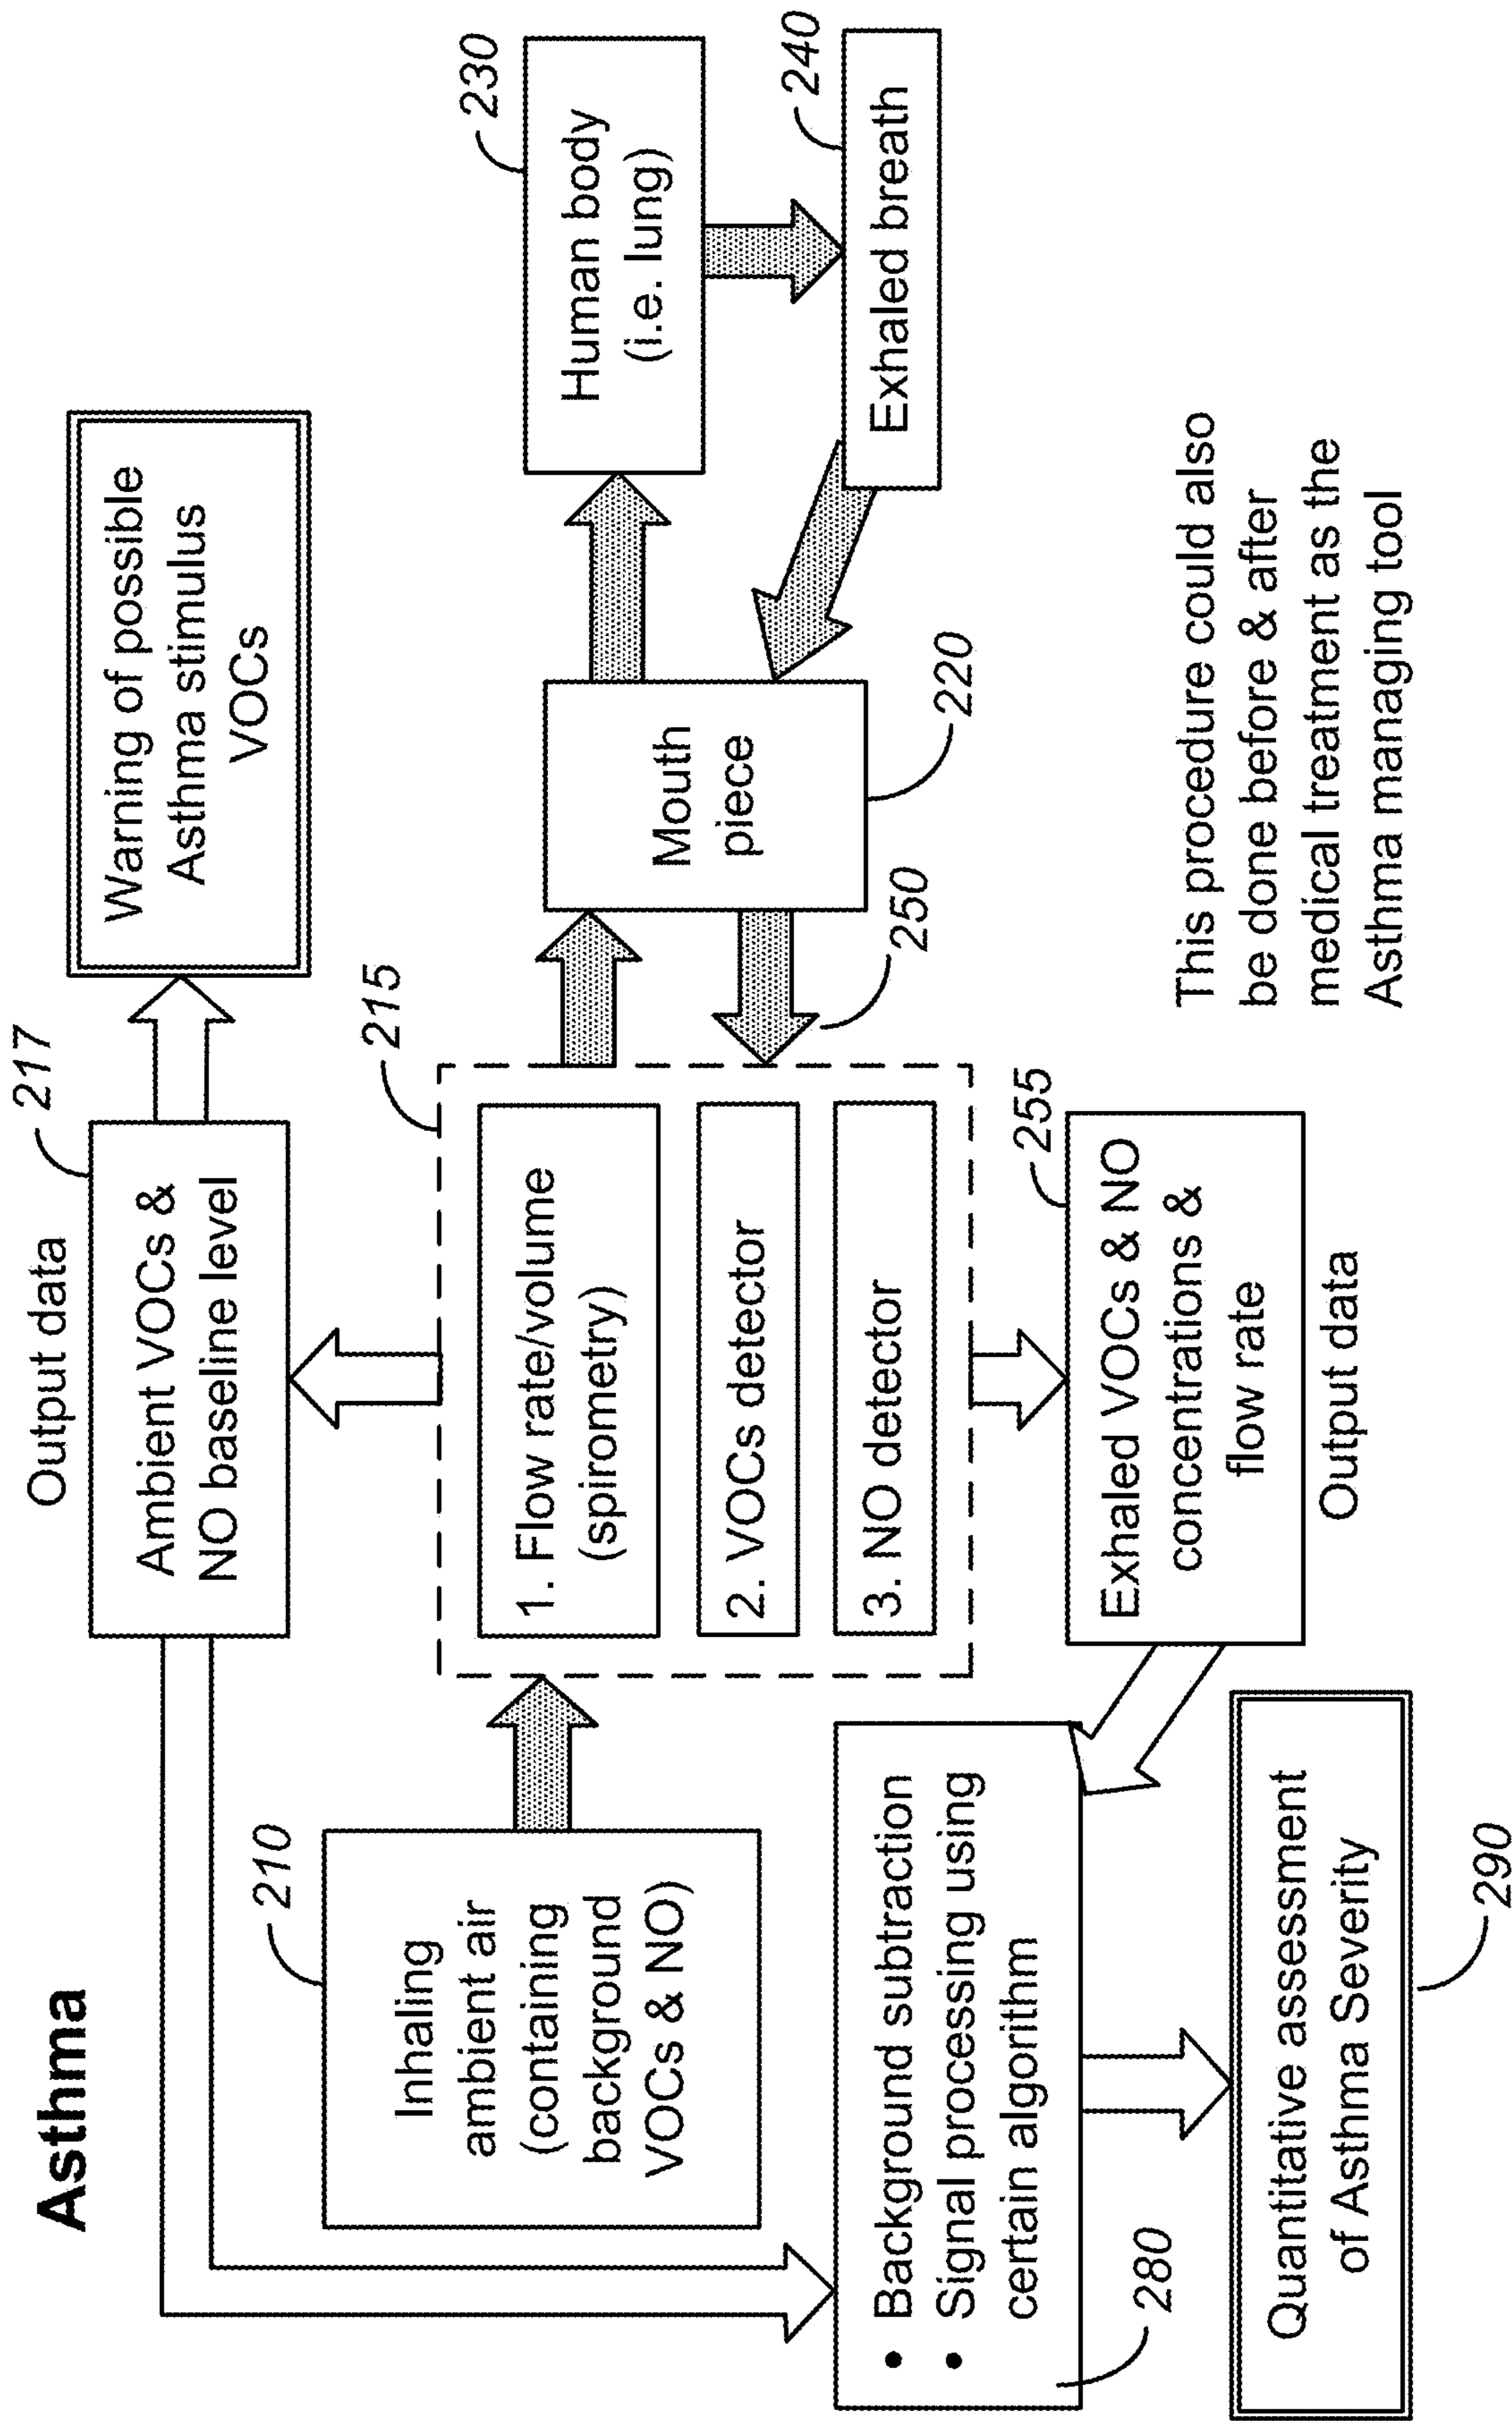 Asthma
Output data
217
Ambient VOCs &
NO baseline level
Warning of possible
Asthma stimulus
VOCs
210
Inhaling
ambient air
(containing
background
VOCs & NO)
215
1. Flow rate/volume
(spirometry)
2. VOCs detector
3. NO detector
Mouth
piece
220
250
230
Human body
(i.e. lung)
240
Exhaled breath
255
Exhaled VOCs & NO
concentrations &
flow rate
Output data
• Background subtraction
• Signal processing using
certain algorithm
280
Quantitative assessment
of Asthma Severity
290
This procedure could also
be done before & after
medical treatment as the
Asthma managing tool